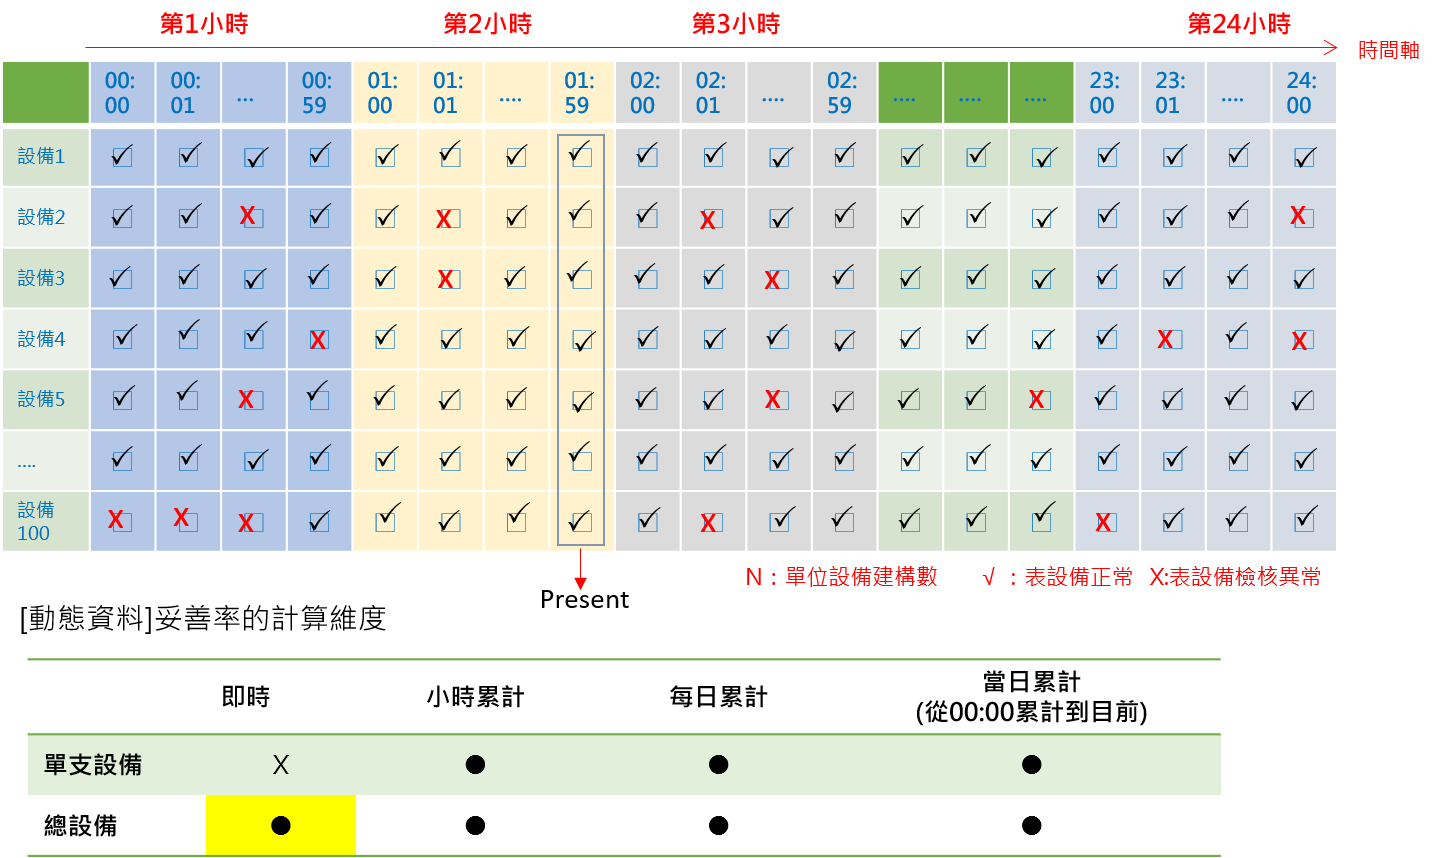 第1小時 第2小時 第3小時 第24小時
時間軸
00:00 00:01 ... 00:59 01:00 01:01 .... 01:59 02:00 02:01 .... 02:59 .... .... .... 23:00 23:01 .... 24:00
設備1 ✓ ✓ ✓ ✓ ✓ ✓ ✓ ✓ ✓ ✓ ✓ ✓ ✓ ✓ ✓ ✓ ✓ ✓ ✓
設備2 ✓ ✓ X ✓ ✓ X ✓ ✓ ✓ X ✓ ✓ ✓ ✓ ✓ ✓ ✓ ✓ X
設備3 ✓ ✓ ✓ ✓ ✓ X ✓ ✓ ✓ ✓ X ✓ ✓ ✓ ✓ ✓ ✓ ✓ ✓
設備4 ✓ ✓ ✓ X ✓ ✓ ✓ ✓ ✓ ✓ ✓ ✓ ✓ ✓ ✓ ✓ X ✓ X
設備5 ✓ ✓ X ✓ ✓ ✓ ✓ ✓ ✓ ✓ X ✓ ✓ ✓ X ✓ ✓ ✓ ✓
.... ✓ ✓ ✓ ✓ ✓ ✓ ✓ ✓ ✓ ✓ ✓ ✓ ✓ ✓ ✓ ✓ ✓ ✓ ✓
設備100 X X X ✓ ✓ ✓ ✓ ✓ ✓ X ✓ ✓ ✓ ✓ ✓ X ✓ ✓ ✓
N：單位設備建構數 √ ：表設備正常 X:表設備檢核異常
Present
[動態資料]妥善率的計算維度
即時 小時累計 每日累計 當日累計
(從00:00累計到目前)
單支設備 X ● ● ●
總設備 ● ● ● ●